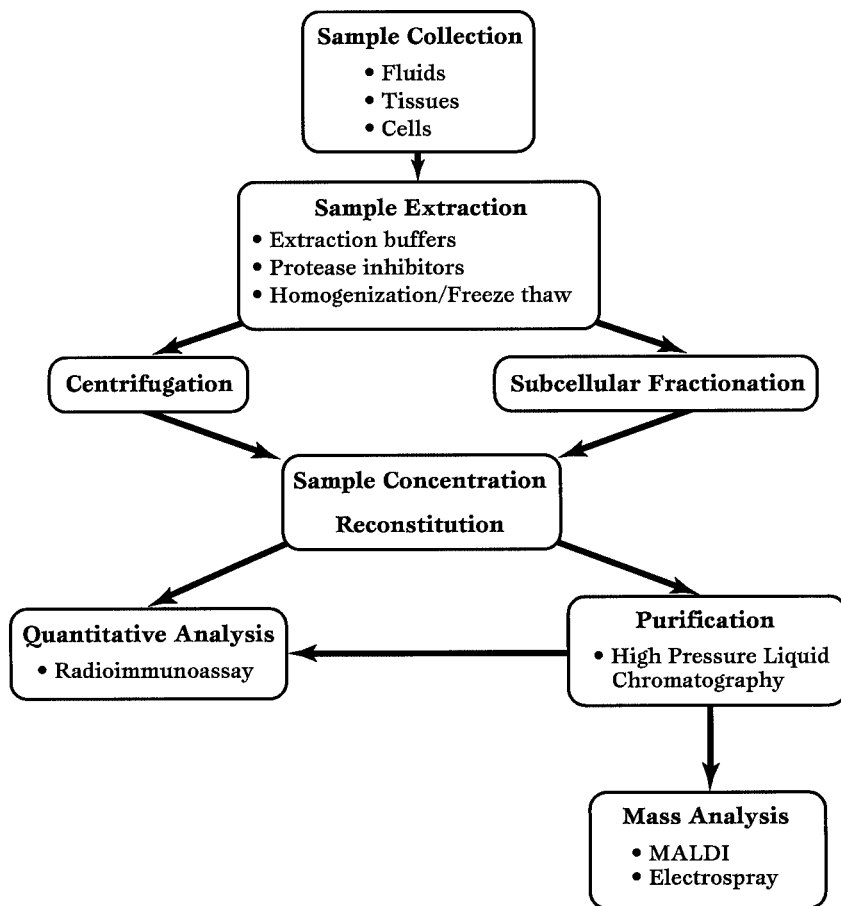 Sample Collection
• Fluids
• Tissues
• Cells
Sample Extraction
• Extraction buffers
• Protease inhibitors
• Homogenization/Freeze thaw
Centrifugation
Subcellular Fractionation
Sample Concentration
Reconstitution
Quantitative Analysis
• Radioimmunoassay
Purification
• High Pressure Liquid
Chromatography
Mass Analysis
• MALDI
• Electrospray